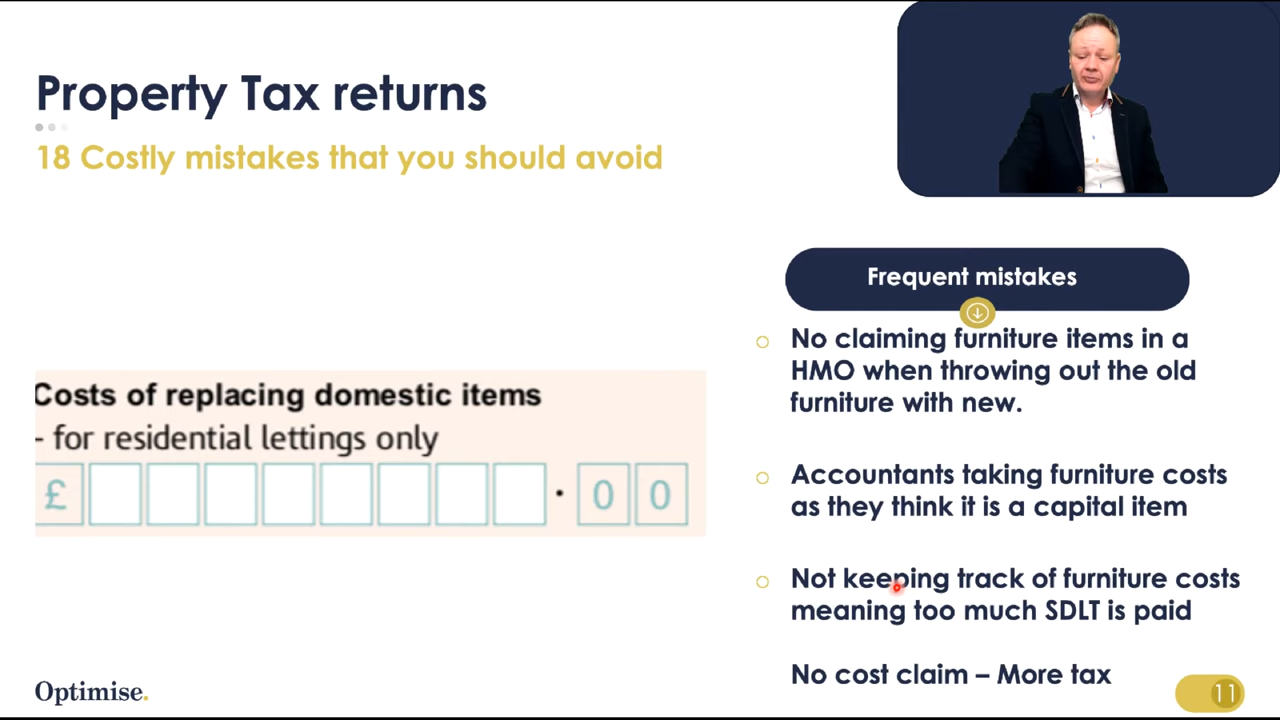 Property Tax returns
18 Costly mistakes that you should avoid
Frequent mistakes
No claiming furniture items in a
HMO when throwing out the old
furniture with new.
Accountants taking furniture costs
as they think it is a capital item
Not keeping track of furniture costs
meaning too much SDLT is paid
No cost claim – More tax
Costs of replacing domestic items
- for residential lettings only
£ . 0 0
Optimise.
11